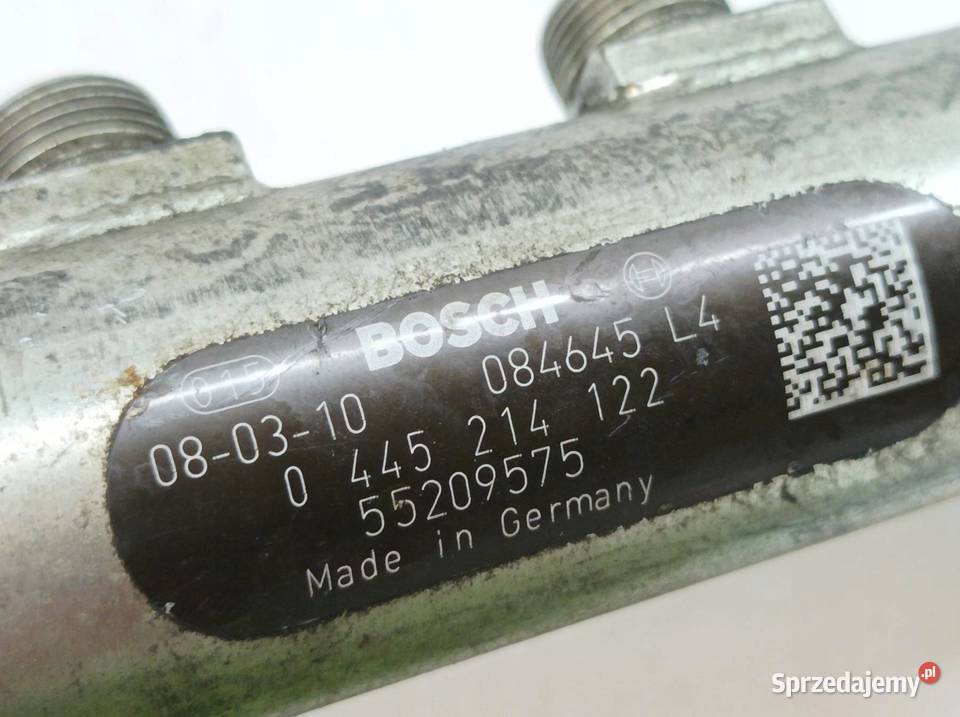 015 BOSCH
08-03-10 084645 L4
0 445 214 122
55209575
Made in Germany
Sprzedajemy.pl